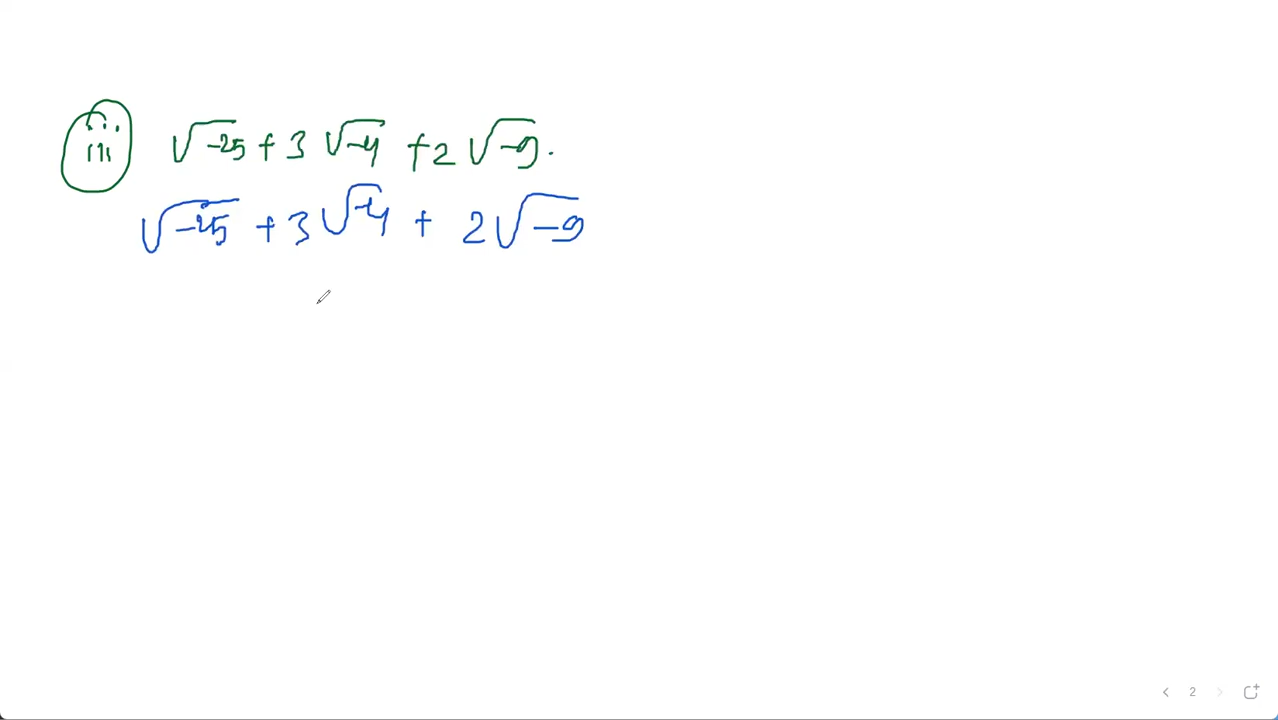 iii √-25 + 3 √-4 + 2 √-9.
√-25 + 3 √-4 + 2 √-9
2